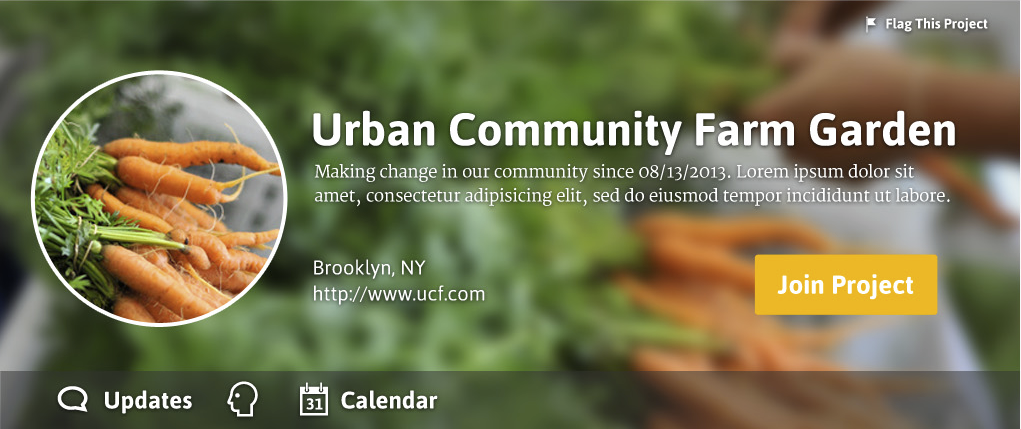 Flag This Project
Urban Community Farm Garden
Making change in our community since 08/13/2013. Lorem ipsum dolor sit
amet, consectetur adipisicing elit, sed do eiusmod tempor incididunt ut labore.
Brooklyn, NY
http://www.ucf.com
Join Project
Updates
31 Calendar